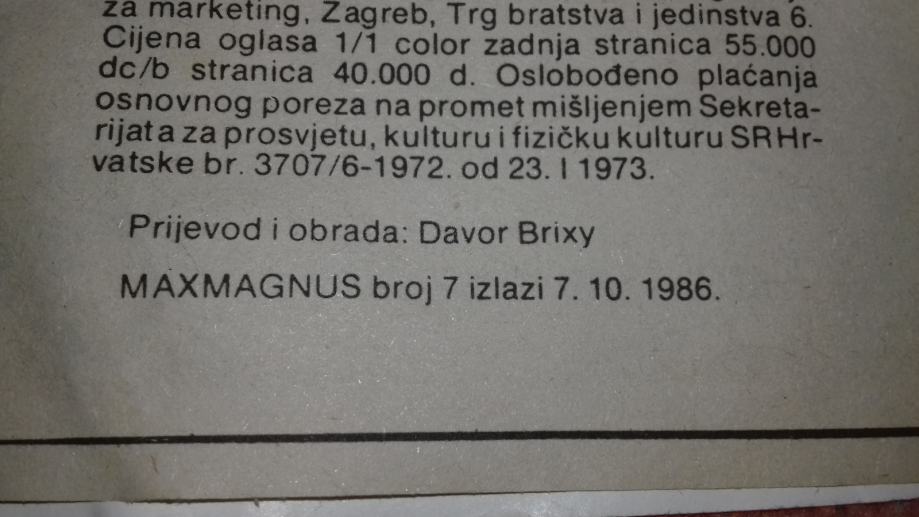 za marketing, Zagreb, Trg bratstva i jedinstva 6.
Cijena oglasa 1/1 color zadnja stranica 55.000
dc/b stranica 40.000 d. Oslobođeno plaćanja
osnovnog poreza na promet mišljenjem Sekreta-
rijata za prosvjetu, kulturu i fizičku kulturu SR Hr-
vatske br. 3707/6-1972. od 23. I 1973.
Prijevod i obrada: Davor Brixy
MAXMAGNUS broj 7 izlazi 7. 10. 1986.